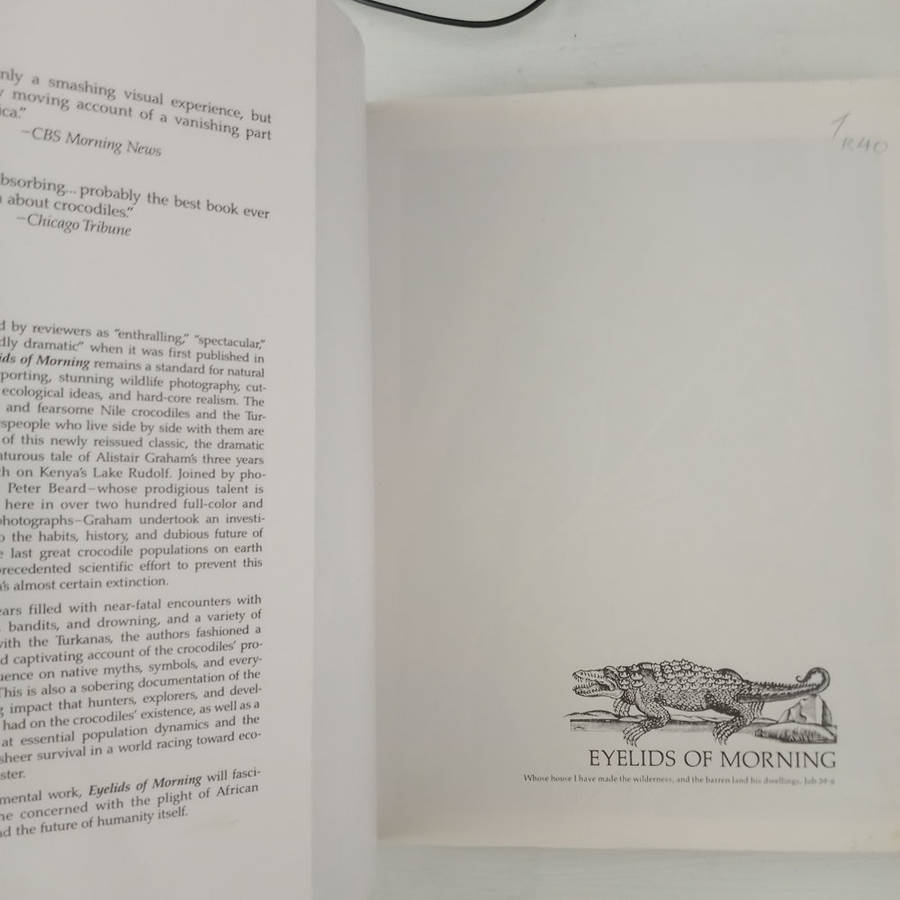 nly a smashing visual experience, but
y moving account of a vanishing part
ica."
—CBS Morning News
bsorbing... probably the best book ever
about crocodiles."
—Chicago Tribune
d by reviewers as "enthralling," "spectacular,"
dly dramatic" when it was first published in
ids of Morning remains a standard for natural
porting, stunning wildlife photography, cut-
ecological ideas, and hard-core realism. The
and fearsome Nile crocodiles and the Tur-
speople who live side by side with them are
of this newly reissued classic, the dramatic
nturous tale of Alistair Graham's three years
h on Kenya's Lake Rudolf. Joined by pho-
Peter Beard—whose prodigious talent is
here in over two hundred full-color and
photographs—Graham undertook an investi-
o the habits, history, and dubious future of
e last great crocodile populations on earth
precedented scientific effort to prevent this
's almost certain extinction.
ears filled with near-fatal encounters with
bandits, and drowning, and a variety of
with the Turkanas, the authors fashioned a
d captivating account of the crocodiles' pro-
uence on native myths, symbols, and every-
This is also a sobering documentation of the
g impact that hunters, explorers, and devel-
had on the crocodiles' existence, as well as a
at essential population dynamics and the
sheer survival in a world racing toward eco-
ster.
mental work, Eyelids of Morning will fasci-
ne concerned with the plight of African
nd the future of humanity itself.
R40
EYELIDS OF MORNING
Whose house I have made the wilderness, and the barren land his dwellings. Job 39-6